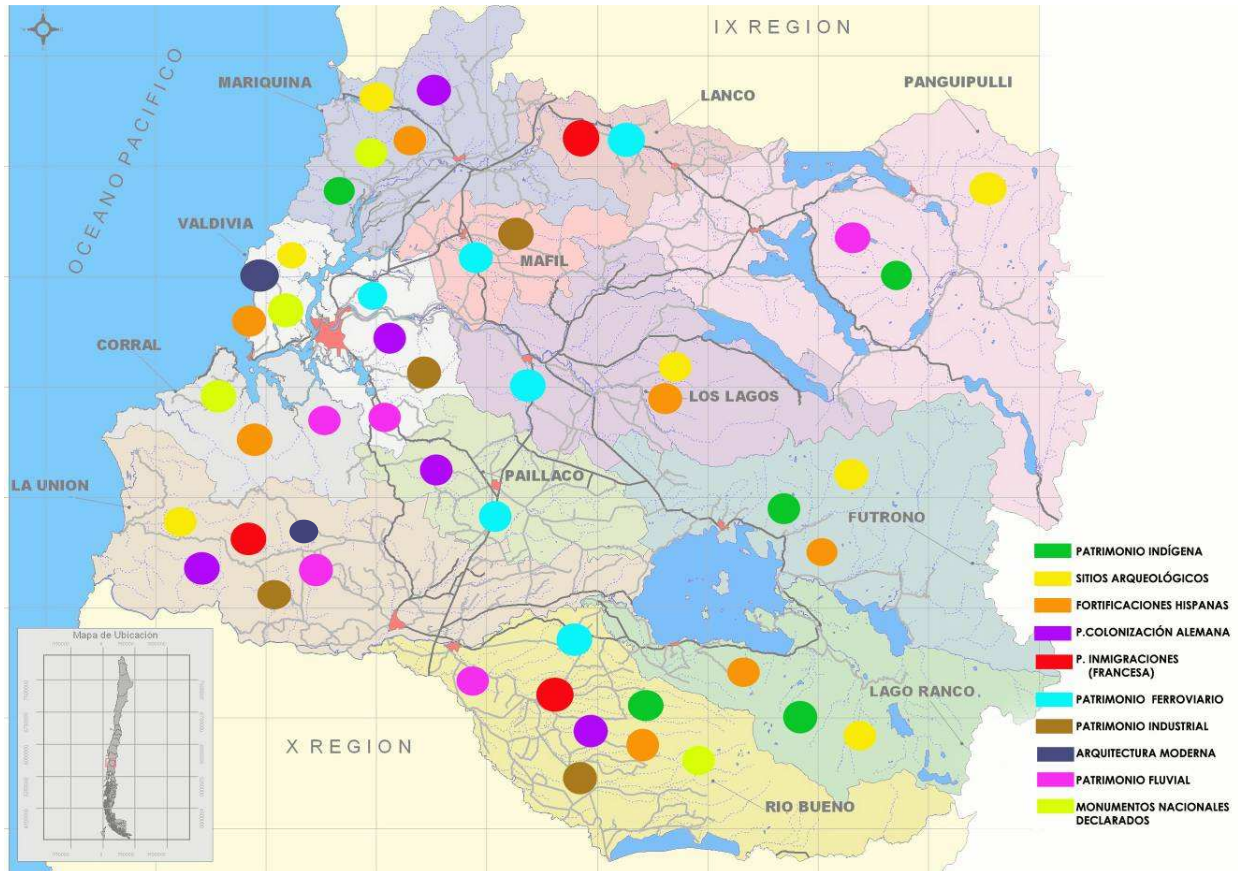 IX REGION
PANGUIPULLI
MARIQUINA
LANCO
OCEANO PACIFICO
VALDIVIA
MAFIL
CORRAL
LOS LAGOS
LA UNION
PAILLACO
FUTRONO
PATRIMONIO INDÍGENA
SITIOS ARQUEOLÓGICOS
FORTIFICACIONES HISPANAS
P.COLONIZACIÓN ALEMANA
P. INMIGRACIONES
(FRANCESA)
PATRIMONIO FERROVIARIO
PATRIMONIO INDUSTRIAL
ARQUITECTURA MODERNA
PATRIMONIO FLUVIAL
MONUMENTOS NACIONALES
DECLARADOS
Mapa de Ubicación
LAGO RANCO
X REGION
RIO BUENO